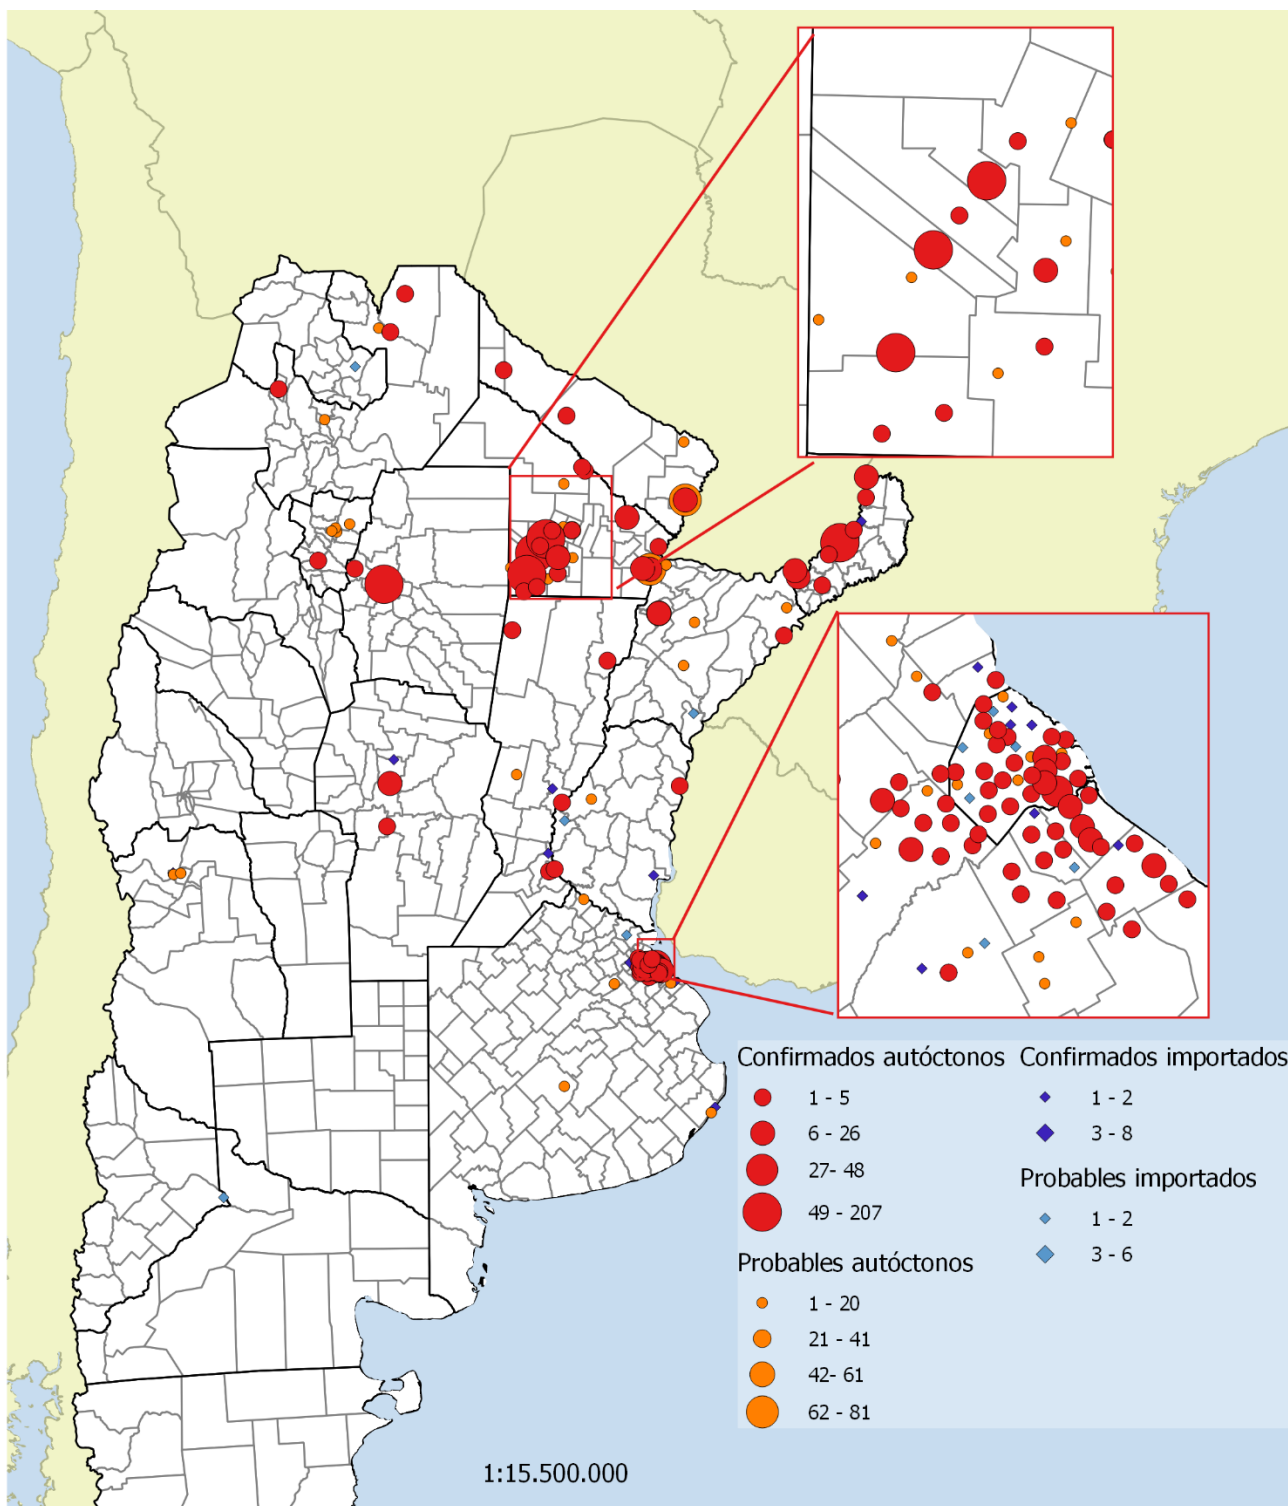 Confirmados autóctonos
1 - 5
6 - 26
27- 48
49 - 207
Probables autóctonos
1 - 20
21 - 41
42- 61
62 - 81
Confirmados importados
1 - 2
3 - 8
Probables importados
1 - 2
3 - 6
1:15.500.000